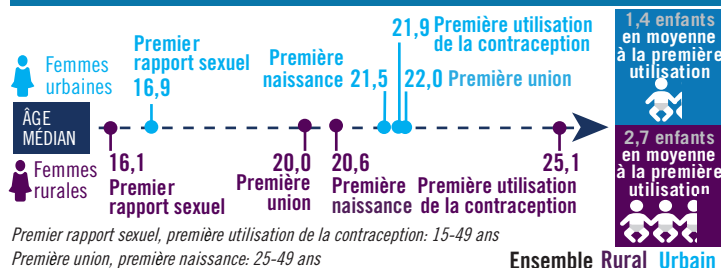 21,9 Première utilisation
de la contraception
Premier
rapport sexuel
16,9
Première
naissance 21,5
22,0 Première union
Femmes
urbaines
ÂGE
MÉDIAN
Femmes
rurales
16,1
Premier
rapport sexuel
20,0
Première
union
20,6
Première
naissance
25,1
Première utilisation
de la contraception
1,4 enfants
en moyenne
à la première
utilisation
2,7 enfants
en moyenne
à la première
utilisation
Premier rapport sexuel, première utilisation de la contraception: 15-49 ans
Première union, première naissance: 25-49 ans
Ensemble Rural Urbain